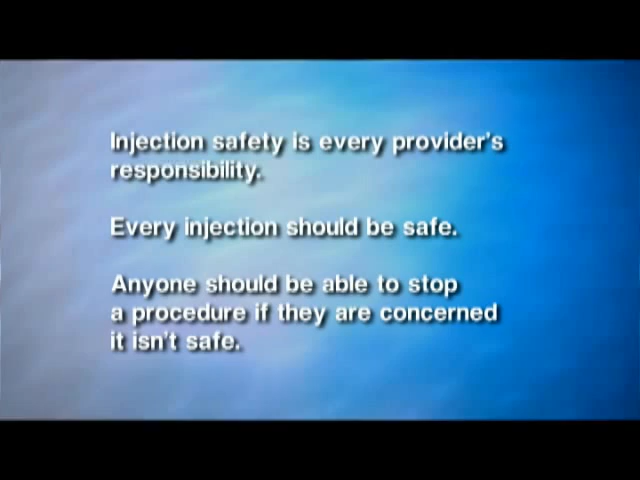 Injection safety is every provider's
responsibility.
Every injection should be safe.
Anyone should be able to stop
a procedure if they are concerned
it isn't safe.